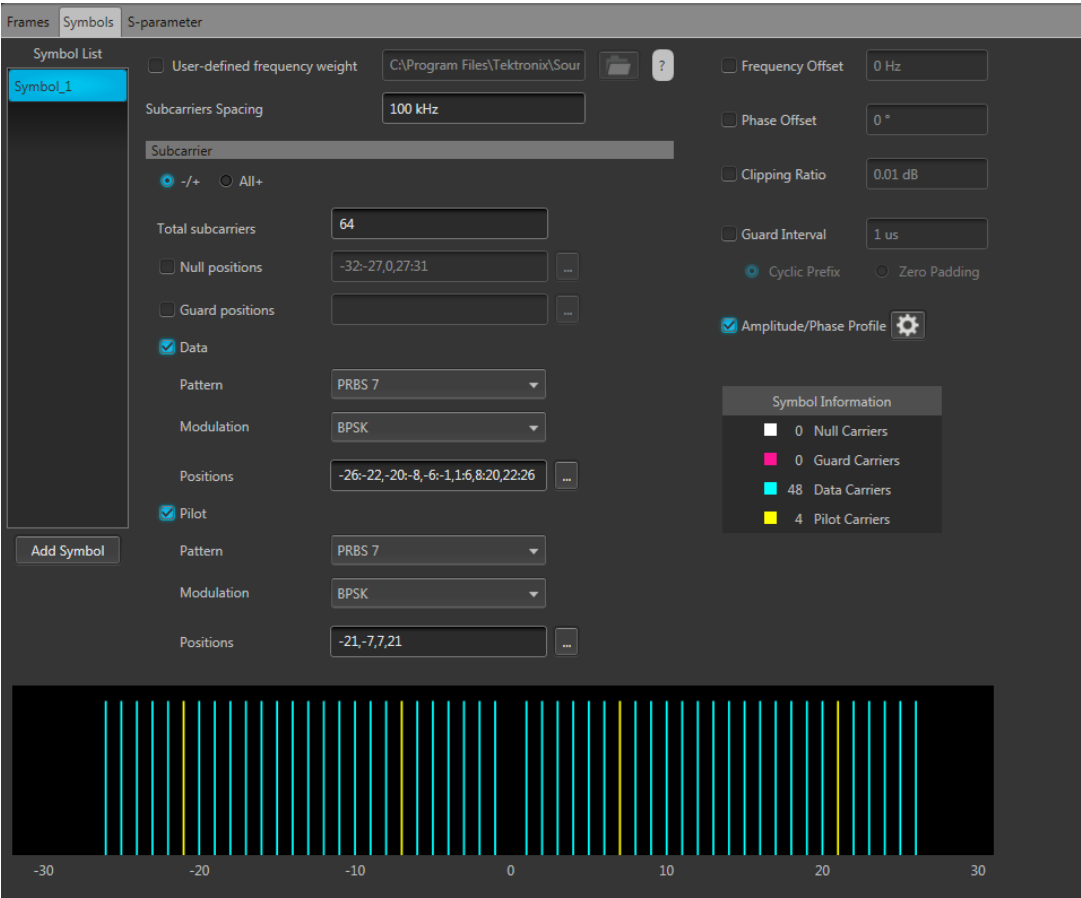 Frames Symbols S-parameter
Symbol List
Symbol_1
Add Symbol
User-defined frequency weight C:\Program Files\Tektronix\Sour ?
Subcarriers Spacing 100 kHz
Subcarrier
-/+ All+
Total subcarriers 64
Null positions -32:-27,0,27:31 ...
Guard positions ...
Data
Pattern PRBS 7
Modulation BPSK
Positions -26:-22,-20:-8,-6:-1,1:6,8:20,22:26 ...
Pilot
Pattern PRBS 7
Modulation BPSK
Positions -21,-7,7,21 ...
Frequency Offset 0 Hz
Phase Offset 0 °
Clipping Ratio 0.01 dB
Guard Interval 1 us
Cyclic Prefix Zero Padding
Amplitude/Phase Profile
Symbol Information
0 Null Carriers
0 Guard Carriers
48 Data Carriers
4 Pilot Carriers
-30 -20 -10 0 10 20 30